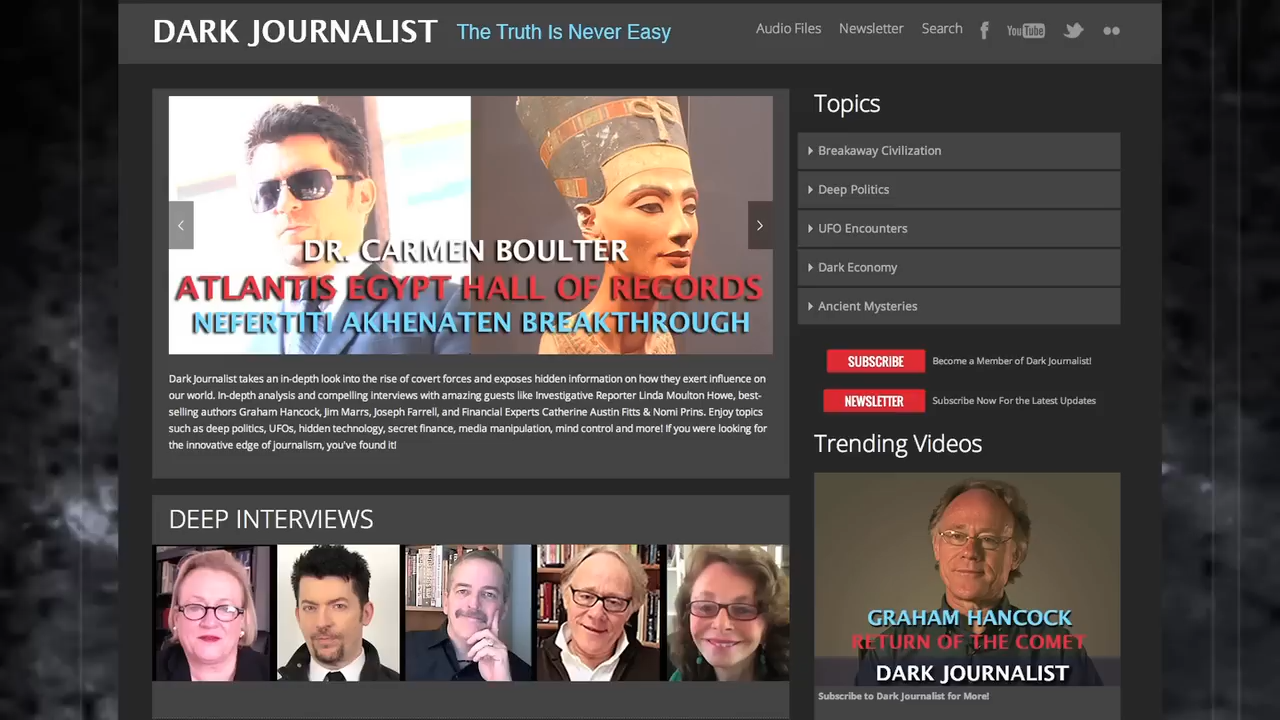 DARK JOURNALIST
The Truth Is Never Easy
Audio Files
Newsletter
Search
You Tube
DR. CARMEN BOULTER
ATLANTIS EGYPT HALL OF RECORDS
NEFERTITI AKHENATEN BREAKTHROUGH
Dark Journalist takes an in-depth look into the rise of covert forces and exposes hidden information on how they exert influence on
our world. In-depth analysis and compelling interviews with amazing guests like Investigative Reporter Linda Moulton Howe, best-
selling authors Graham Hancock, Jim Marrs, Joseph Farrell, and Financial Experts Catherine Austin Fitts & Nomi Prins. Enjoy topics
such as deep politics, UFOs, hidden technology, secret finance, media manipulation, mind control and more! If you were looking for
the innovative edge of journalism, you've found it!
DEEP INTERVIEWS
Topics
Breakaway Civilization
Deep Politics
UFO Encounters
Dark Economy
Ancient Mysteries
SUBSCRIBE
Become a Member of Dark Journalist!
NEWSLETTER
Subscribe Now For the Latest Updates
Trending Videos
GRAHAM HANCOCK
RETURN OF THE COMET
DARK JOURNALIST
Subscribe to Dark Journalist for More!